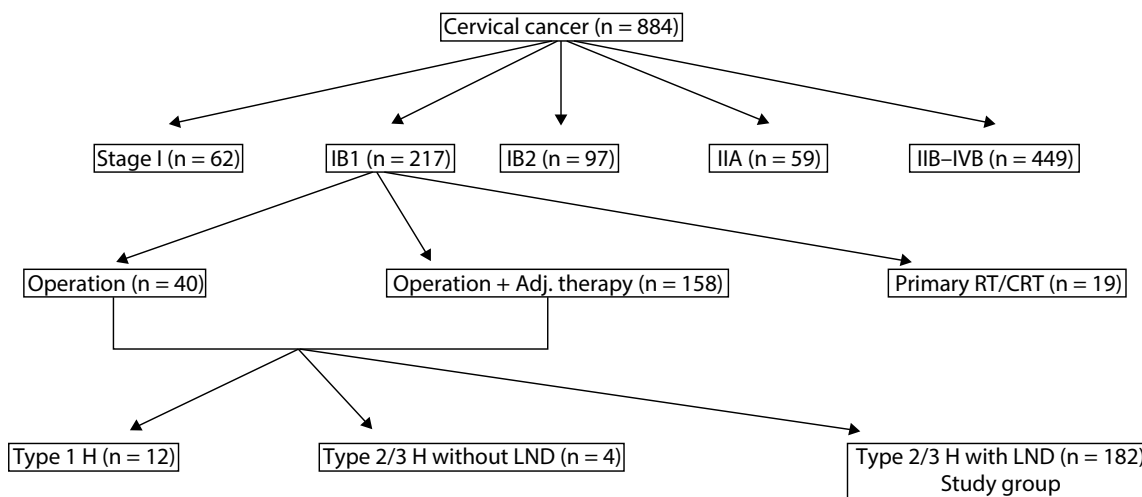 Cervical cancer (n = 884)
Stage I (n = 62)
IB1 (n = 217)
IB2 (n = 97)
IIA (n = 59)
IIB–IVB (n = 449)
Operation (n = 40)
Operation + Adj. therapy (n = 158)
Primary RT/CRT (n = 19)
Type 1 H (n = 12)
Type 2/3 H without LND (n = 4)
Type 2/3 H with LND (n = 182)
Study group